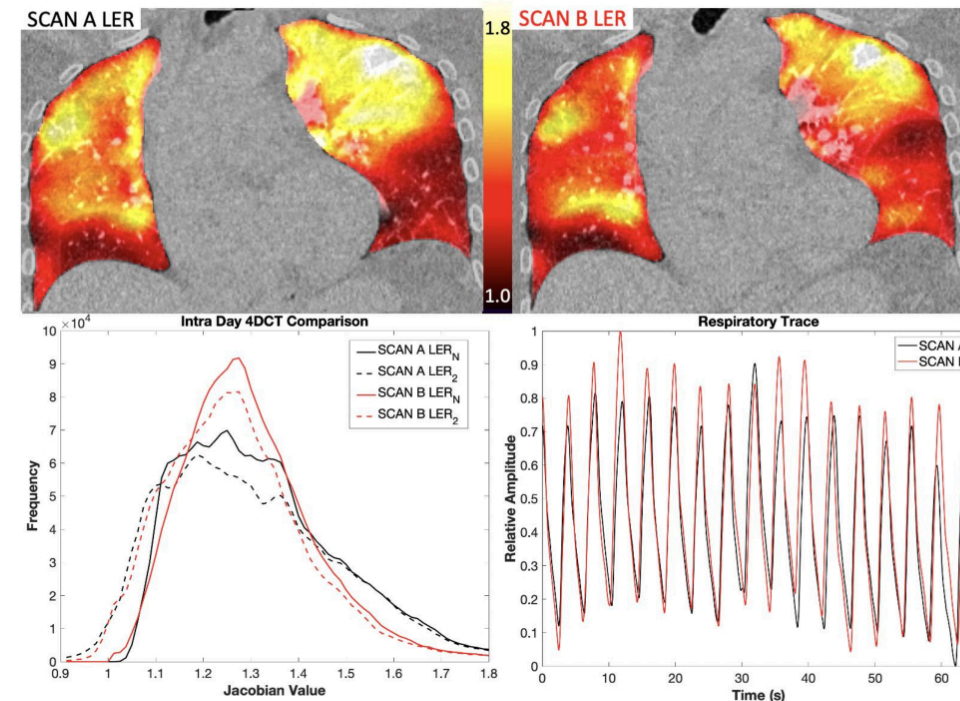 SCAN A LER
1.8
SCAN B LER
1.0
Intra Day 4DCT Comparison
×10⁴
10
9
8
7
6
5
4
3
2
1
0
Frequency
SCAN A LER_N
SCAN A LER_2
SCAN B LER_N
SCAN B LER_2
0.9 1 1.1 1.2 1.3 1.4 1.5 1.6 1.7 1.8
Jacobian Value
Respiratory Trace
1
0.9
0.8
0.7
0.6
0.5
0.4
0.3
0.2
0.1
0
Relative Amplitude
SCAN A
SCAN
0 10 20 30 40 50 60
Time (s)